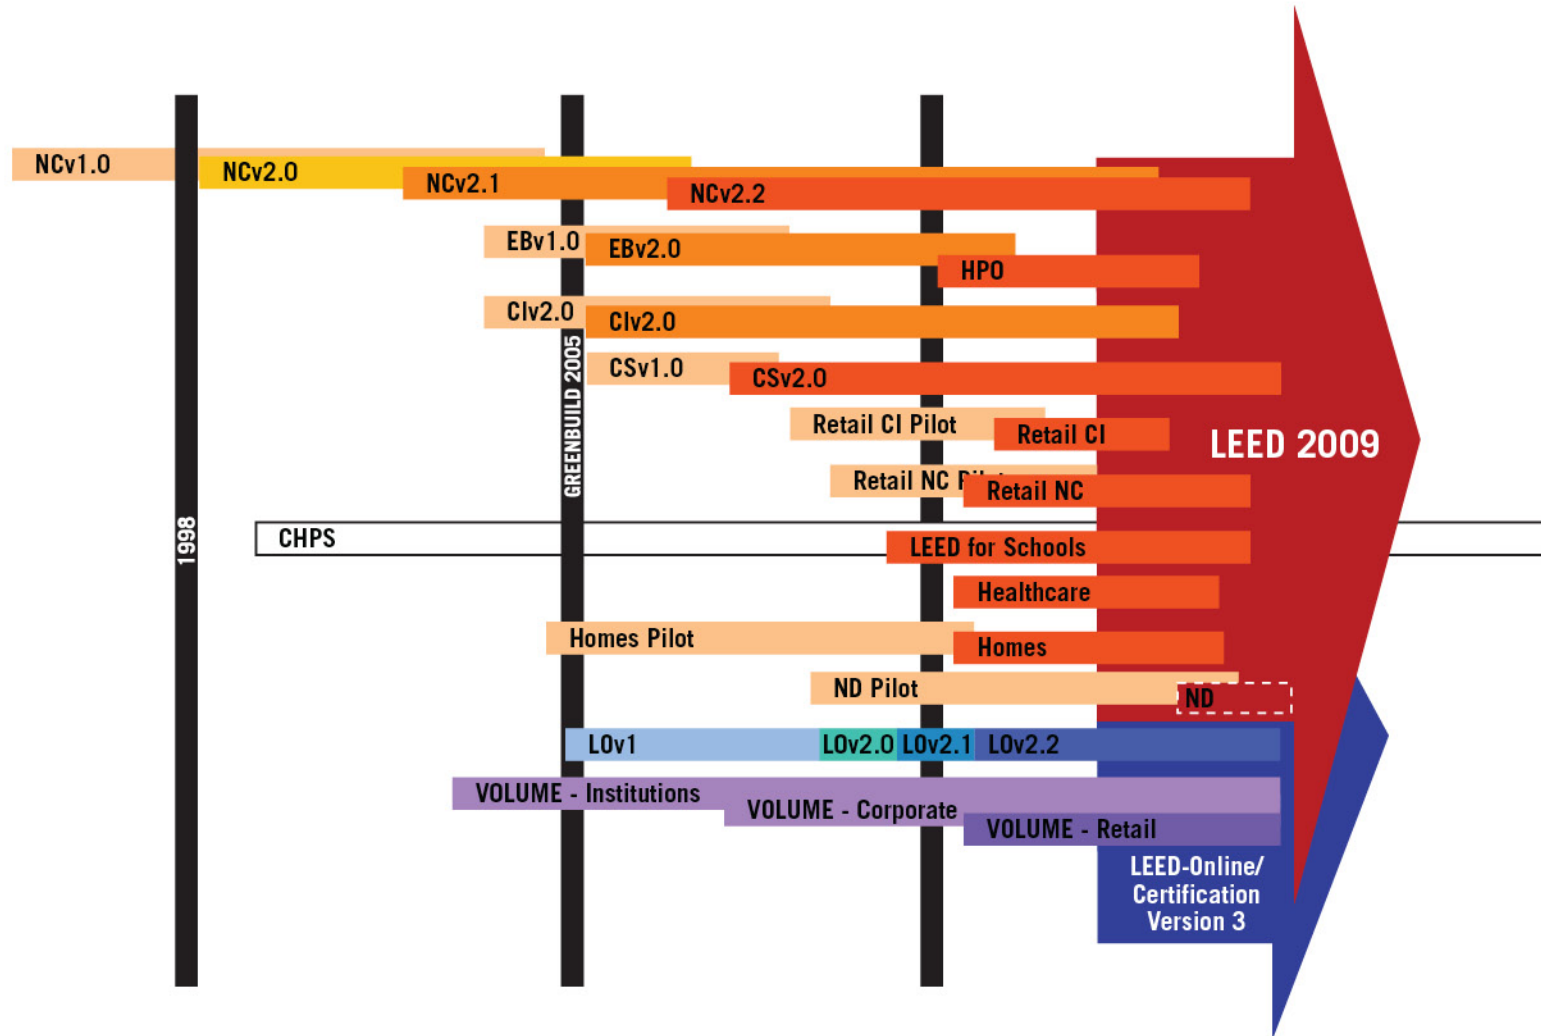 NCv1.0
NCv2.0
NCv2.1
NCv2.2
EBv1.0
EBv2.0
HPO
CIv2.0
CIv2.0
GREENBUILD 2005
CSv1.0
CSv2.0
Retail CI Pilot
Retail CI
LEED 2009
Retail NC Pilot
Retail NC
1998
CHPS
LEED for Schools
Healthcare
Homes Pilot
Homes
ND Pilot
ND
LOv1
LOv2.0
LOv2.1
LOv2.2
VOLUME - Institutions
VOLUME - Corporate
VOLUME - Retail
LEED-Online/
Certification
Version 3